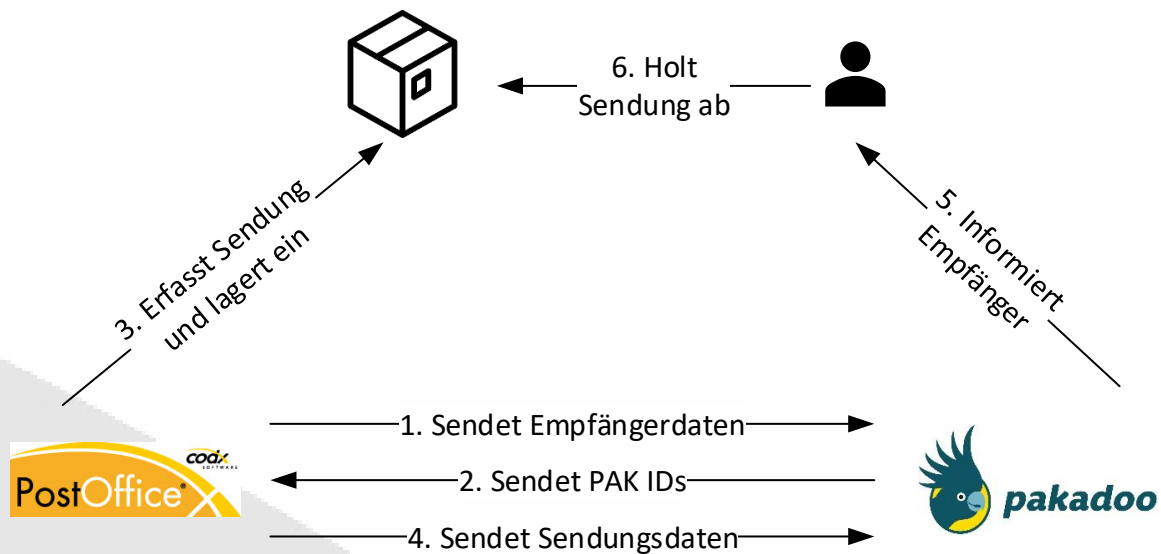 6. Holt
Sendung ab
3. Erfasst Sendung
und lagert ein
5. Informiert
Empfänger
1. Sendet Empfängerdaten
coax
SOFTWARE
PostOffice X
2. Sendet PAK IDs
pakadoo
4. Sendet Sendungsdaten